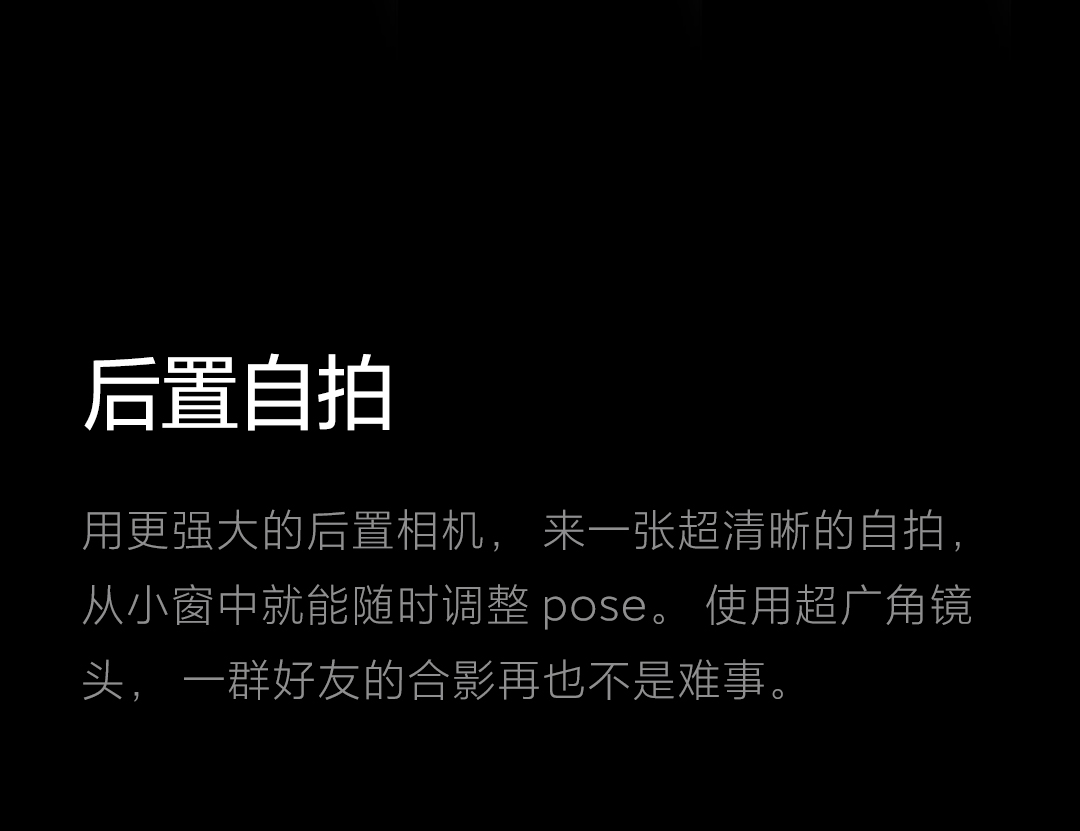 后置自拍
用更强大的后置相机， 来一张超清晰的自拍，
从小窗中就能随时调整 pose。 使用超广角镜
头， 一群好友的合影再也不是难事。